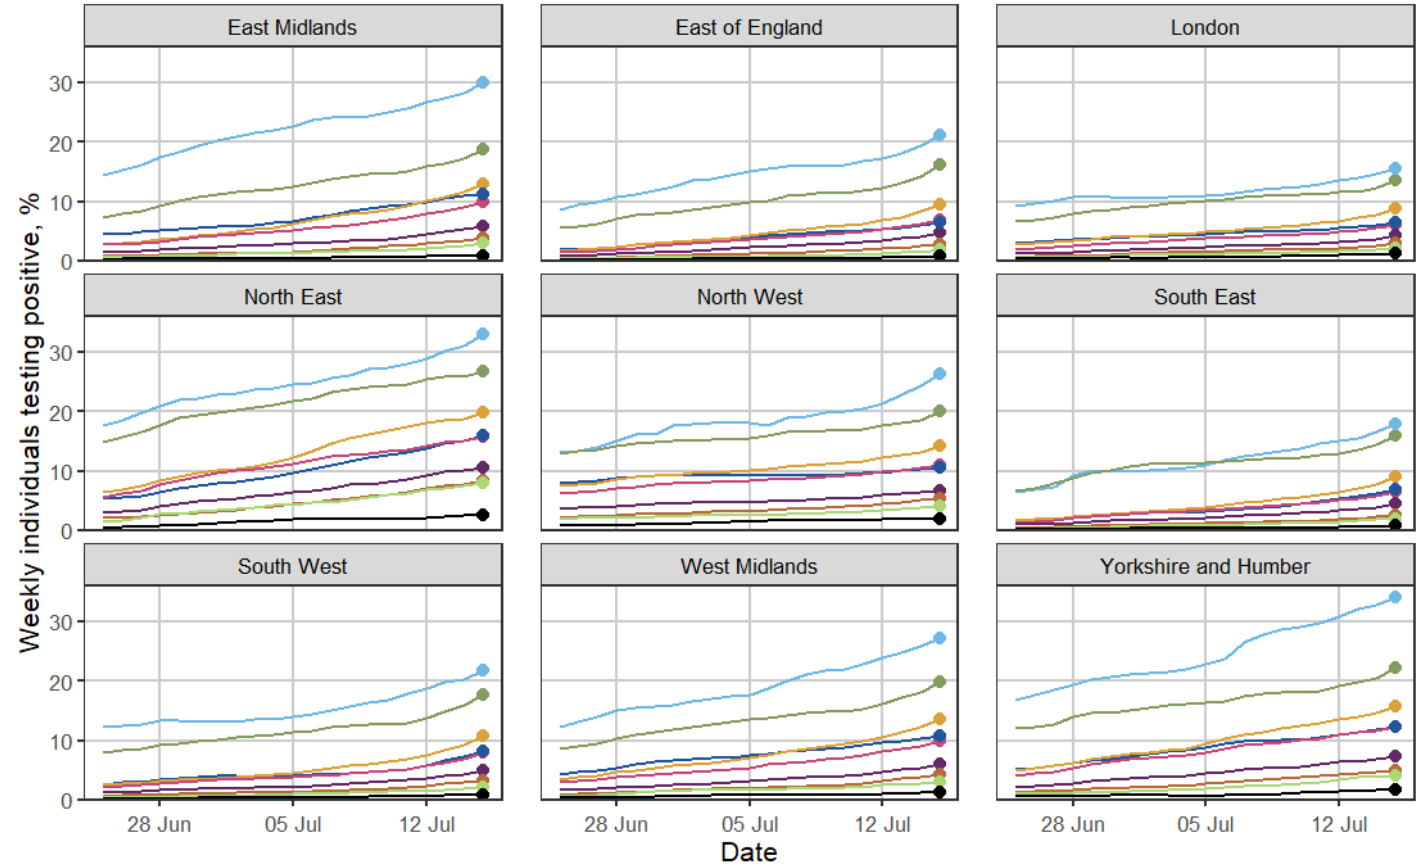 East Midlands East of England London
30
20
10
0
North East North West South East
30
20
10
0
South West West Midlands Yorkshire and Humber
30
20
10
0
28 Jun 05 Jul 12 Jul 28 Jun 05 Jul 12 Jul 28 Jun 05 Jul 12 Jul
Date
Weekly individuals testing positive, %